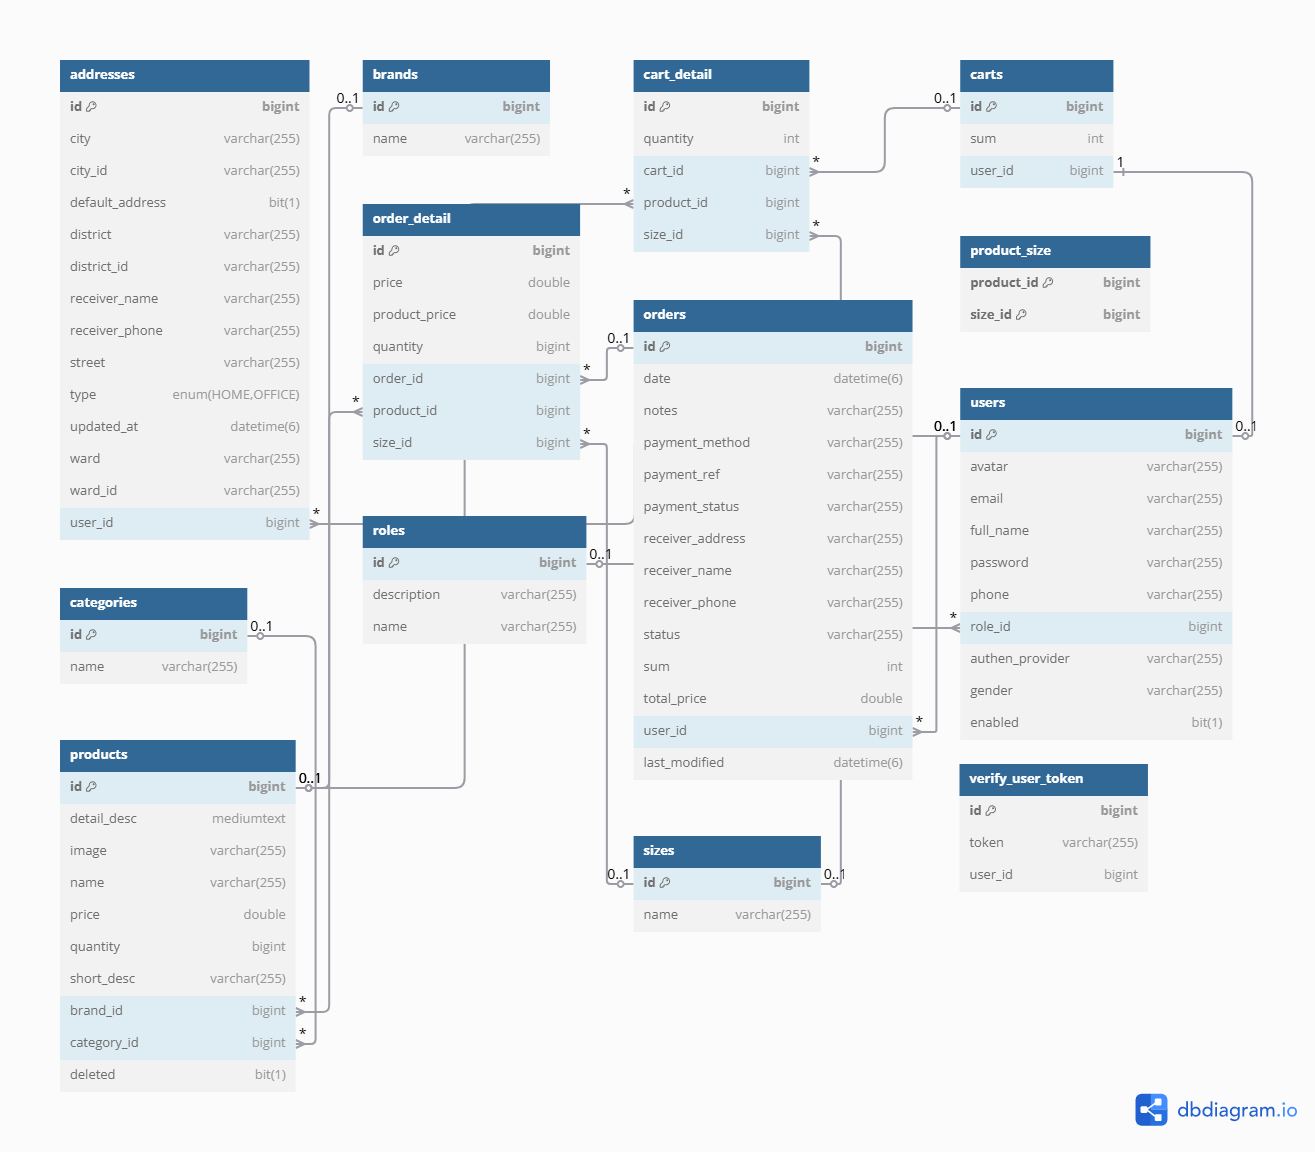 addresses
id bigint
city varchar(255)
city_id varchar(255)
default_address bit(1)
district varchar(255)
district_id varchar(255)
receiver_name varchar(255)
receiver_phone varchar(255)
street varchar(255)
type enum(HOME,OFFICE)
updated_at datetime(6)
ward varchar(255)
ward_id varchar(255)
user_id bigint
*
brands
0..1
id bigint
name varchar(255)
cart_detail
id bigint
quantity int
cart_id bigint
*
*
product_id bigint
size_id bigint
*
carts
0..1
id bigint
sum int
user_id bigint
1
order_detail
id bigint
price double
product_price double
quantity bigint
order_id bigint
*
*
product_id bigint
size_id bigint
*
product_size
product_id bigint
size_id bigint
orders
0..1
id bigint
date datetime(6)
notes varchar(255)
payment_method varchar(255)
payment_ref varchar(255)
payment_status varchar(255)
receiver_address varchar(255)
receiver_name varchar(255)
receiver_phone varchar(255)
status varchar(255)
sum int
total_price double
user_id bigint
*
last_modified datetime(6)
users
0..1
id bigint
0..1
avatar varchar(255)
email varchar(255)
full_name varchar(255)
password varchar(255)
phone varchar(255)
*
role_id bigint
authen_provider varchar(255)
gender varchar(255)
enabled bit(1)
roles
id bigint
0..1
description varchar(255)
name varchar(255)
categories
id bigint
0..1
name varchar(255)
products
id bigint
0..1
detail_desc mediumtext
image varchar(255)
name varchar(255)
price double
quantity bigint
short_desc varchar(255)
brand_id bigint
*
category_id bigint
*
deleted bit(1)
sizes
0..1
id bigint
0..1
name varchar(255)
verify_user_token
id bigint
token varchar(255)
user_id bigint
dbdiagram.io